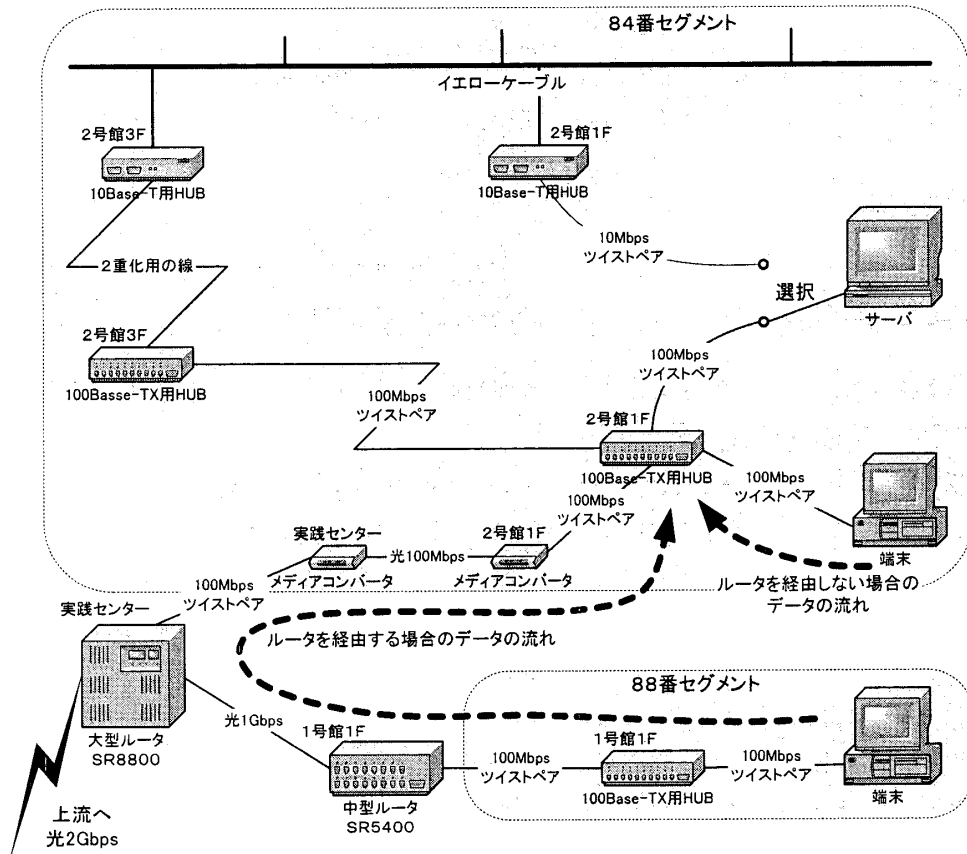 84番セグメント
イエローケーブル
2号館3F
10Base-T用HUB
2号館1F
10Base-T用HUB
10Mbps
ツイストペア
2重化用の線
選択
サーバ
2号館3F
100Basse-TX用HUB
100Mbps
ツイストペア
100Mbps
ツイストペア
2号館1F
100Base-TX用HUB
100Mbps
ツイストペア
100Mbps
ツイストペア
端末
実践センター
メディアコンバータ
光100Mbps
2号館1F
メディアコンバータ
100Mbps
ツイストペア
ルータを経由しない場合の
データの流れ
実践センター
ルータを経由する場合のデータの流れ
大型ルータ
SR8800
光1Gbps
88番セグメント
1号館1F
中型ルータ
SR5400
100Mbps
ツイストペア
1号館1F
100Base-TX用HUB
100Mbps
ツイストペア
端末
上流へ
光2Gbps